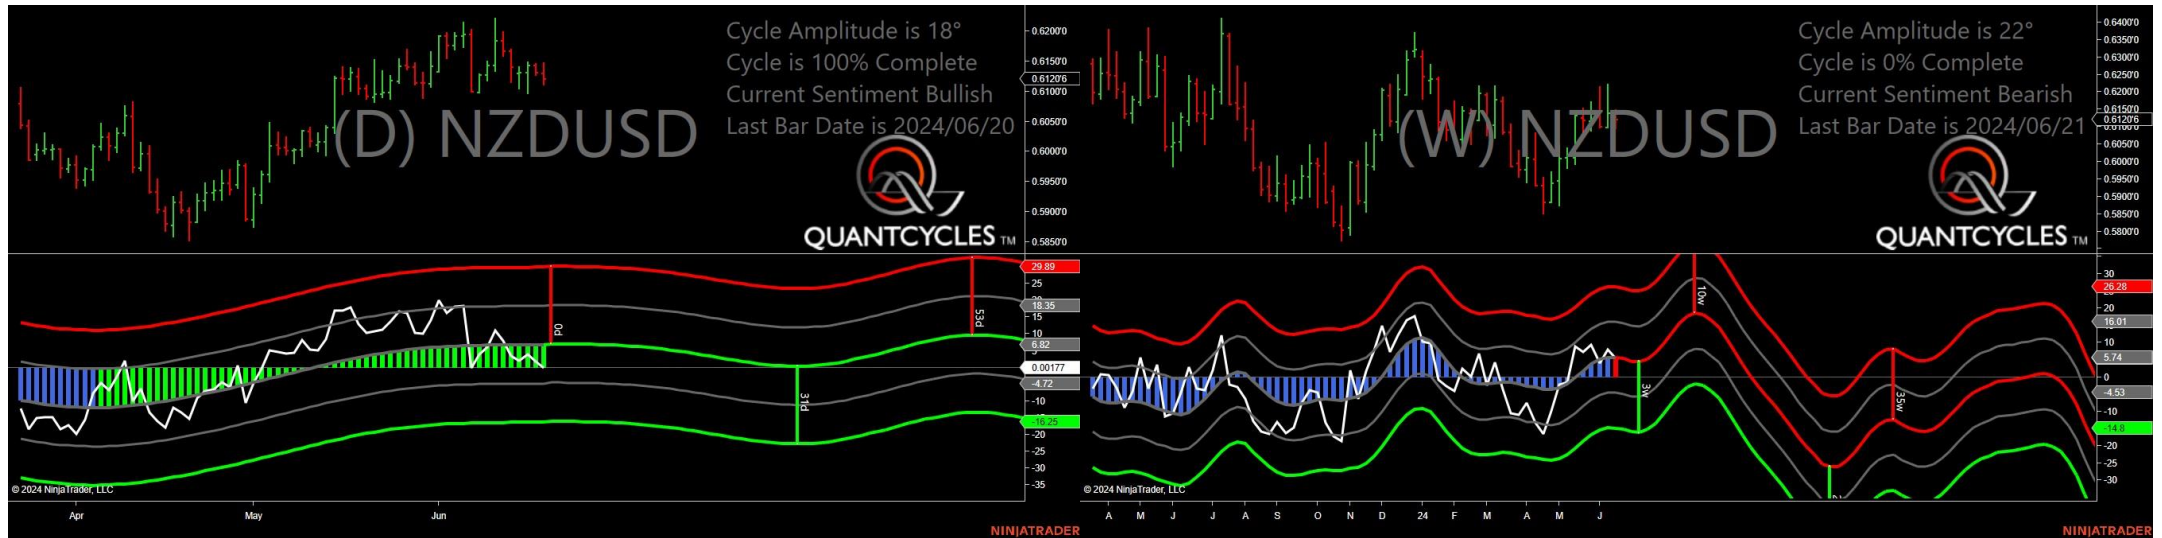 Cycle Amplitude is 18°
Cycle is 100% Complete
Current Sentiment Bullish
Last Bar Date is 2024/06/20
(D) NZDUSD
QUANTCYCLES TM
0.6200'0
0.6150'0
0.6120'6
0.6100'0
0.6050'0
0.6000'0
0.5950'0
0.5900'0
0.5850'0
29.89
25
18.35
15
10
6.82
0.00177
-4.72
-10
-16.25
-20
-25
-30
-35
0d
31d
53d
© 2024 NinjaTrader, LLC
Apr May Jun
NINJATRADER
Cycle Amplitude is 22°
Cycle is 0% Complete
Current Sentiment Bearish
Last Bar Date is 2024/06/21
(W) NZDUSD
QUANTCYCLES TM
0.6400'0
0.6350'0
0.6300'0
0.6250'0
0.6200'0
0.6150'0
0.6120'6
0.6100'0
0.6050'0
0.6000'0
0.5950'0
0.5900'0
0.5850'0
0.5800'0
30
26.28
20
16.01
10
5.74
0
-4.53
-10
-14.8
-20
-25
-30
3w
10w
35w
© 2024 NinjaTrader, LLC
A M J J A S O N D 24 F M A M J
NINJATRADER